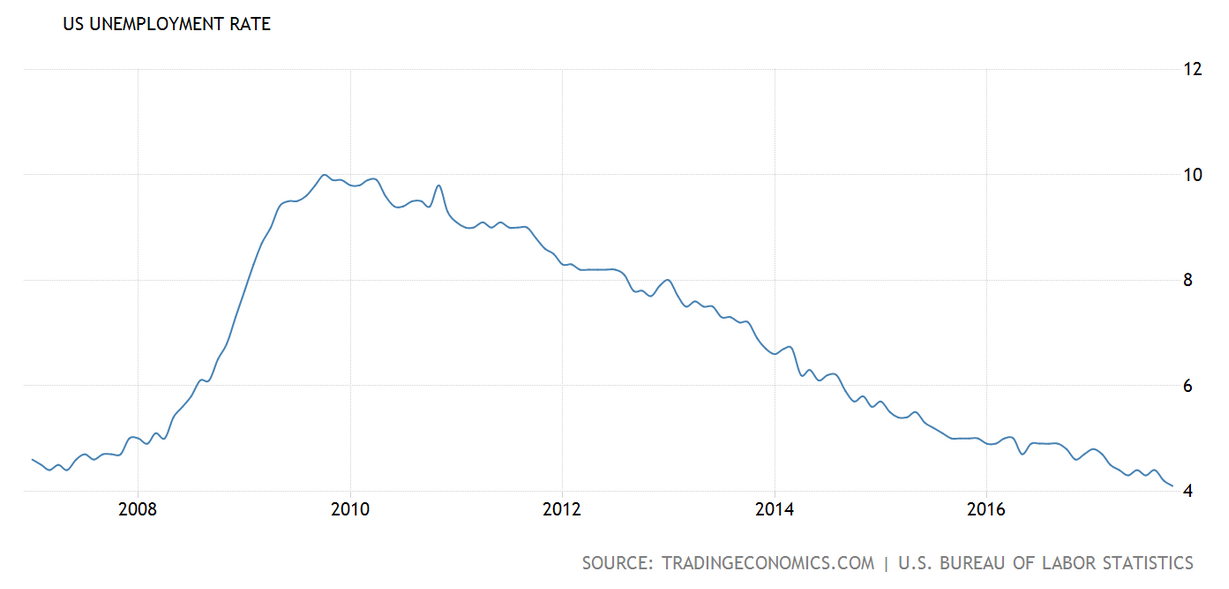 US UNEMPLOYMENT RATE
12
10
8
6
4
2008 2010 2012 2014 2016
SOURCE: TRADINGECONOMICS.COM | U.S. BUREAU OF LABOR STATISTICS